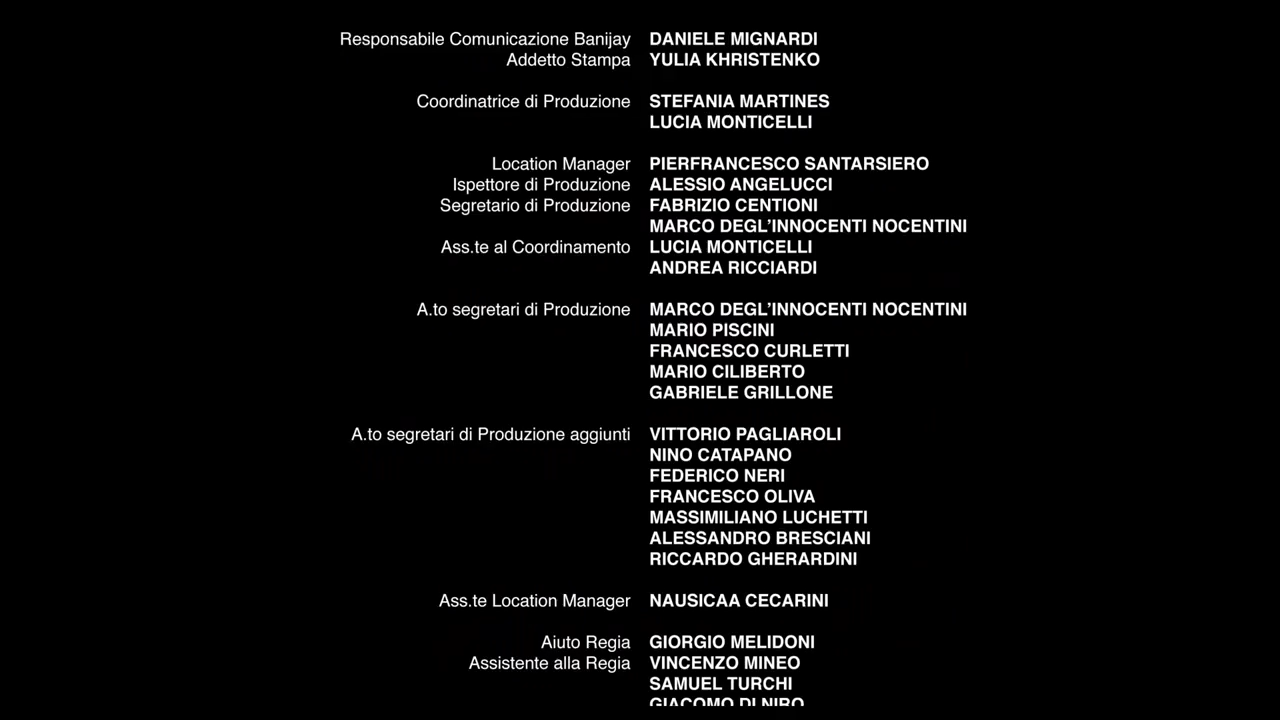 Responsabile Comunicazione Banijay DANIELE MIGNARDI
Addetto Stampa YULIA KHRISTENKO
Coordinatrice di Produzione STEFANIA MARTINES
LUCIA MONTICELLI
Location Manager PIERFRANCESCO SANTARSIERO
Ispettore di Produzione ALESSIO ANGELUCCI
Segretario di Produzione FABRIZIO CENTIONI
MARCO DEGL'INNOCENTI NOCENTINI
Ass.te al Coordinamento LUCIA MONTICELLI
ANDREA RICCIARDI
A.to segretari di Produzione MARCO DEGL'INNOCENTI NOCENTINI
MARIO PISCINI
FRANCESCO CURLETTI
MARIO CILIBERTO
GABRIELE GRILLONE
A.to segretari di Produzione aggiunti VITTORIO PAGLIAROLI
NINO CATAPANO
FEDERICO NERI
FRANCESCO OLIVA
MASSIMILIANO LUCHETTI
ALESSANDRO BRESCIANI
RICCARDO GHERARDINI
Ass.te Location Manager NAUSICAA CECARINI
Aiuto Regia GIORGIO MELIDONI
Assistente alla Regia VINCENZO MINEO
SAMUEL TURCHI
GIACOMO DI NIRO